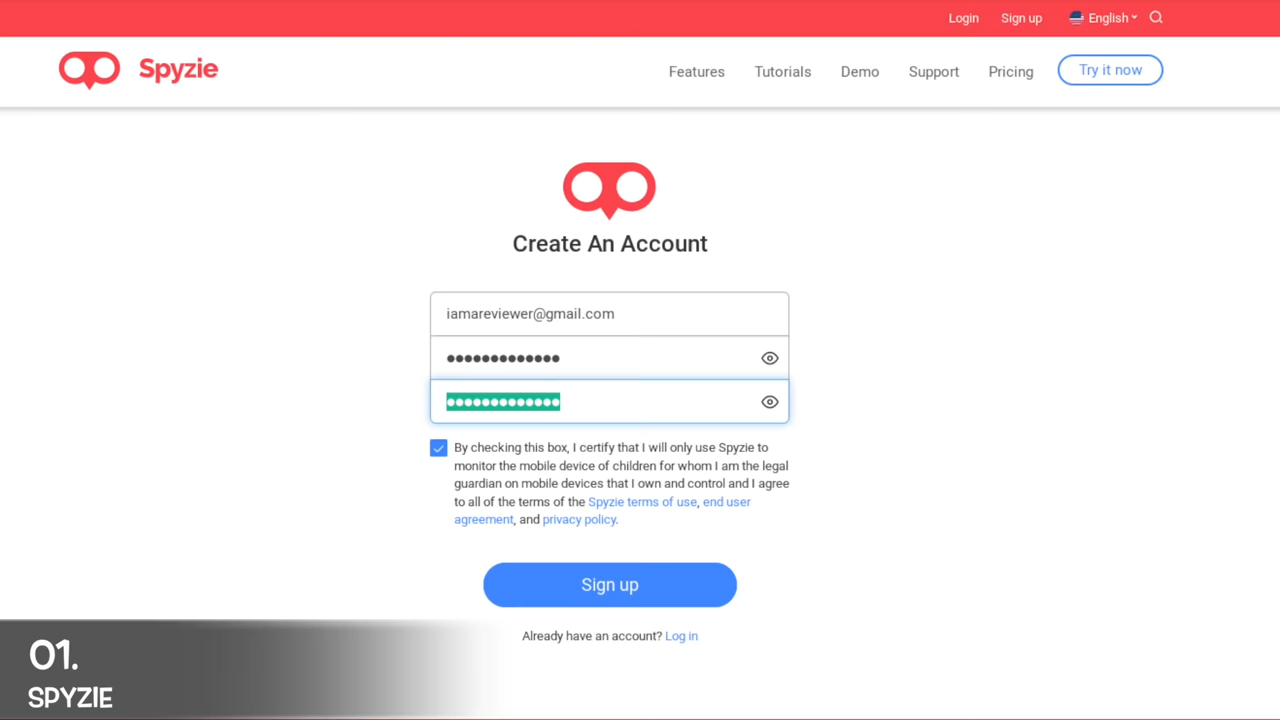 Login Sign up English
Spyzie
Features Tutorials Demo Support Pricing Try it now
Create An Account
iamareviewer@gmail.com
●●●●●●●●●●●●●
●●●●●●●●●●●●●
By checking this box, I certify that I will only use Spyzie to
monitor the mobile device of children for whom I am the legal
guardian on mobile devices that I own and control and I agree
to all of the terms of the Spyzie terms of use, end user
agreement, and privacy policy.
Sign up
Already have an account? Log in
01.
SPYZIE